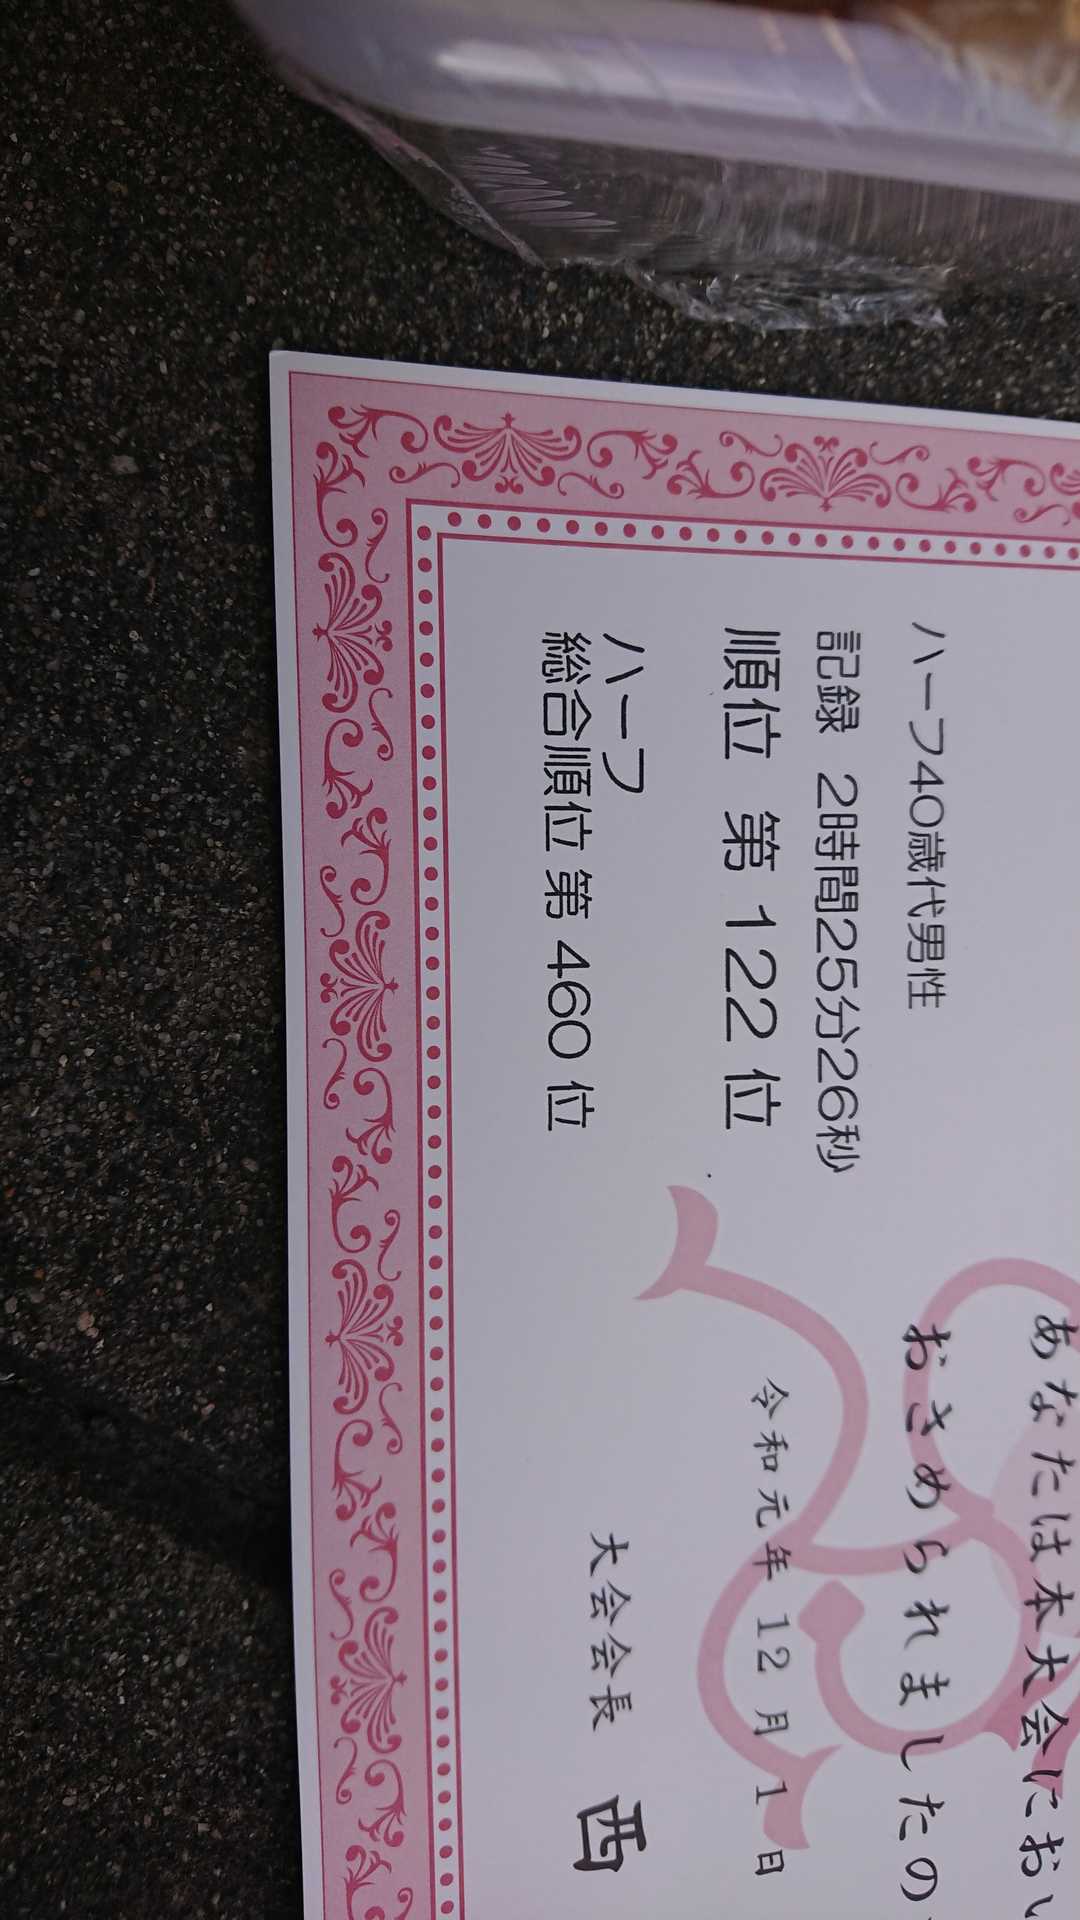 ハーフ40歳代男性
記録 2時間25分26秒
順位 第 122 位
ハーフ
総合順位 第 460 位
あなたは本大会におい
おさめられましたの
令和元年 12 月 1 日
大会会長 西